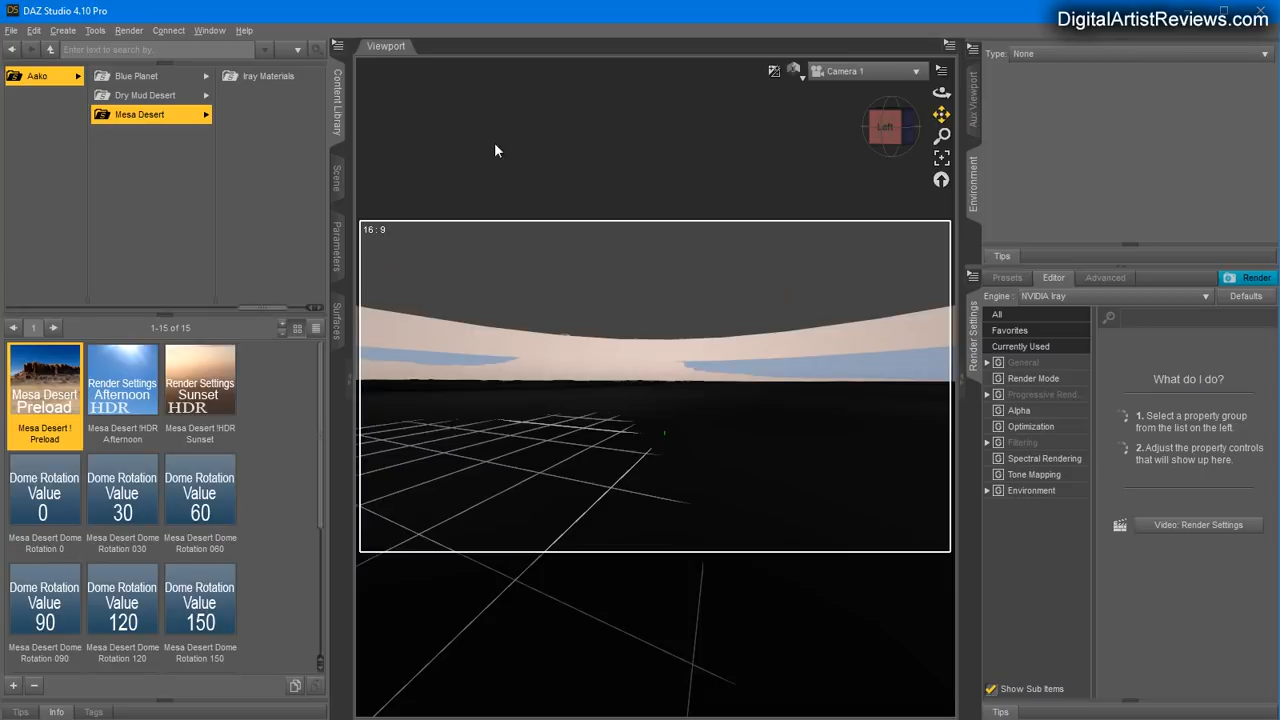 DAZ Studio 4.10 Pro
DigitalArtistReviews.com
File Edit Create Tools Render Connect Window Help
Enter text to search by.
Aako
Blue Planet
Dry Mud Desert
Mesa Desert
Iray Materials
Content Library
Scene
Parameters
Surfaces
1
1-15 of 15
Mesa Desert
Preload
Mesa Desert !
Preload
Render Settings
Afternoon
HDR
Mesa Desert !HDR
Afternoon
Render Settings
Sunset
HDR
Mesa Desert !HDR
Sunset
Dome Rotation
Value
0
Mesa Desert Dome
Rotation 0
Dome Rotation
Value
30
Mesa Desert Dome
Rotation 030
Dome Rotation
Value
60
Mesa Desert Dome
Rotation 060
Dome Rotation
Value
90
Mesa Desert Dome
Rotation 090
Dome Rotation
Value
120
Mesa Desert Dome
Rotation 120
Dome Rotation
Value
150
Mesa Desert Dome
Rotation 150
Tips Info Tags
Viewport
Camera 1
Left
16 : 9
Aux Viewport
Environment
Type: None
Tips
Render Settings
Presets Editor Advanced Render
Engine : NVIDIA Iray Defaults
All
Favorites
Currently Used
General
Render Mode
Progressive Rend...
Alpha
Optimization
Filtering
Spectral Rendering
Tone Mapping
Environment
What do I do?
1. Select a property group
from the list on the left.
2. Adjust the property controls
that will show up here.
Video: Render Settings
Show Sub Items
Tips